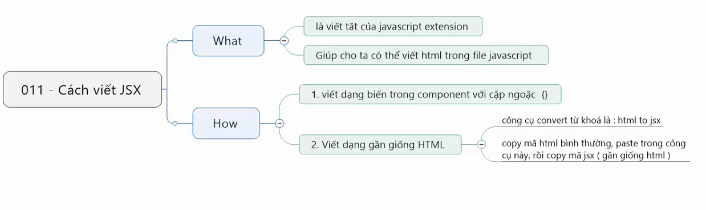 011 - Cách viết JSX
What
là viết tắt của javascript extension
Giúp cho ta có thể viết html trong file javascript
How
1. viết dạng biến trong component với cặp ngoặc {}
2. Viết dạng gần giống HTML
công cụ convert từ khoá là : html to jsx
copy mã html bình thường, paste trong công
cụ này, rồi copy mã jsx ( gần giống html )